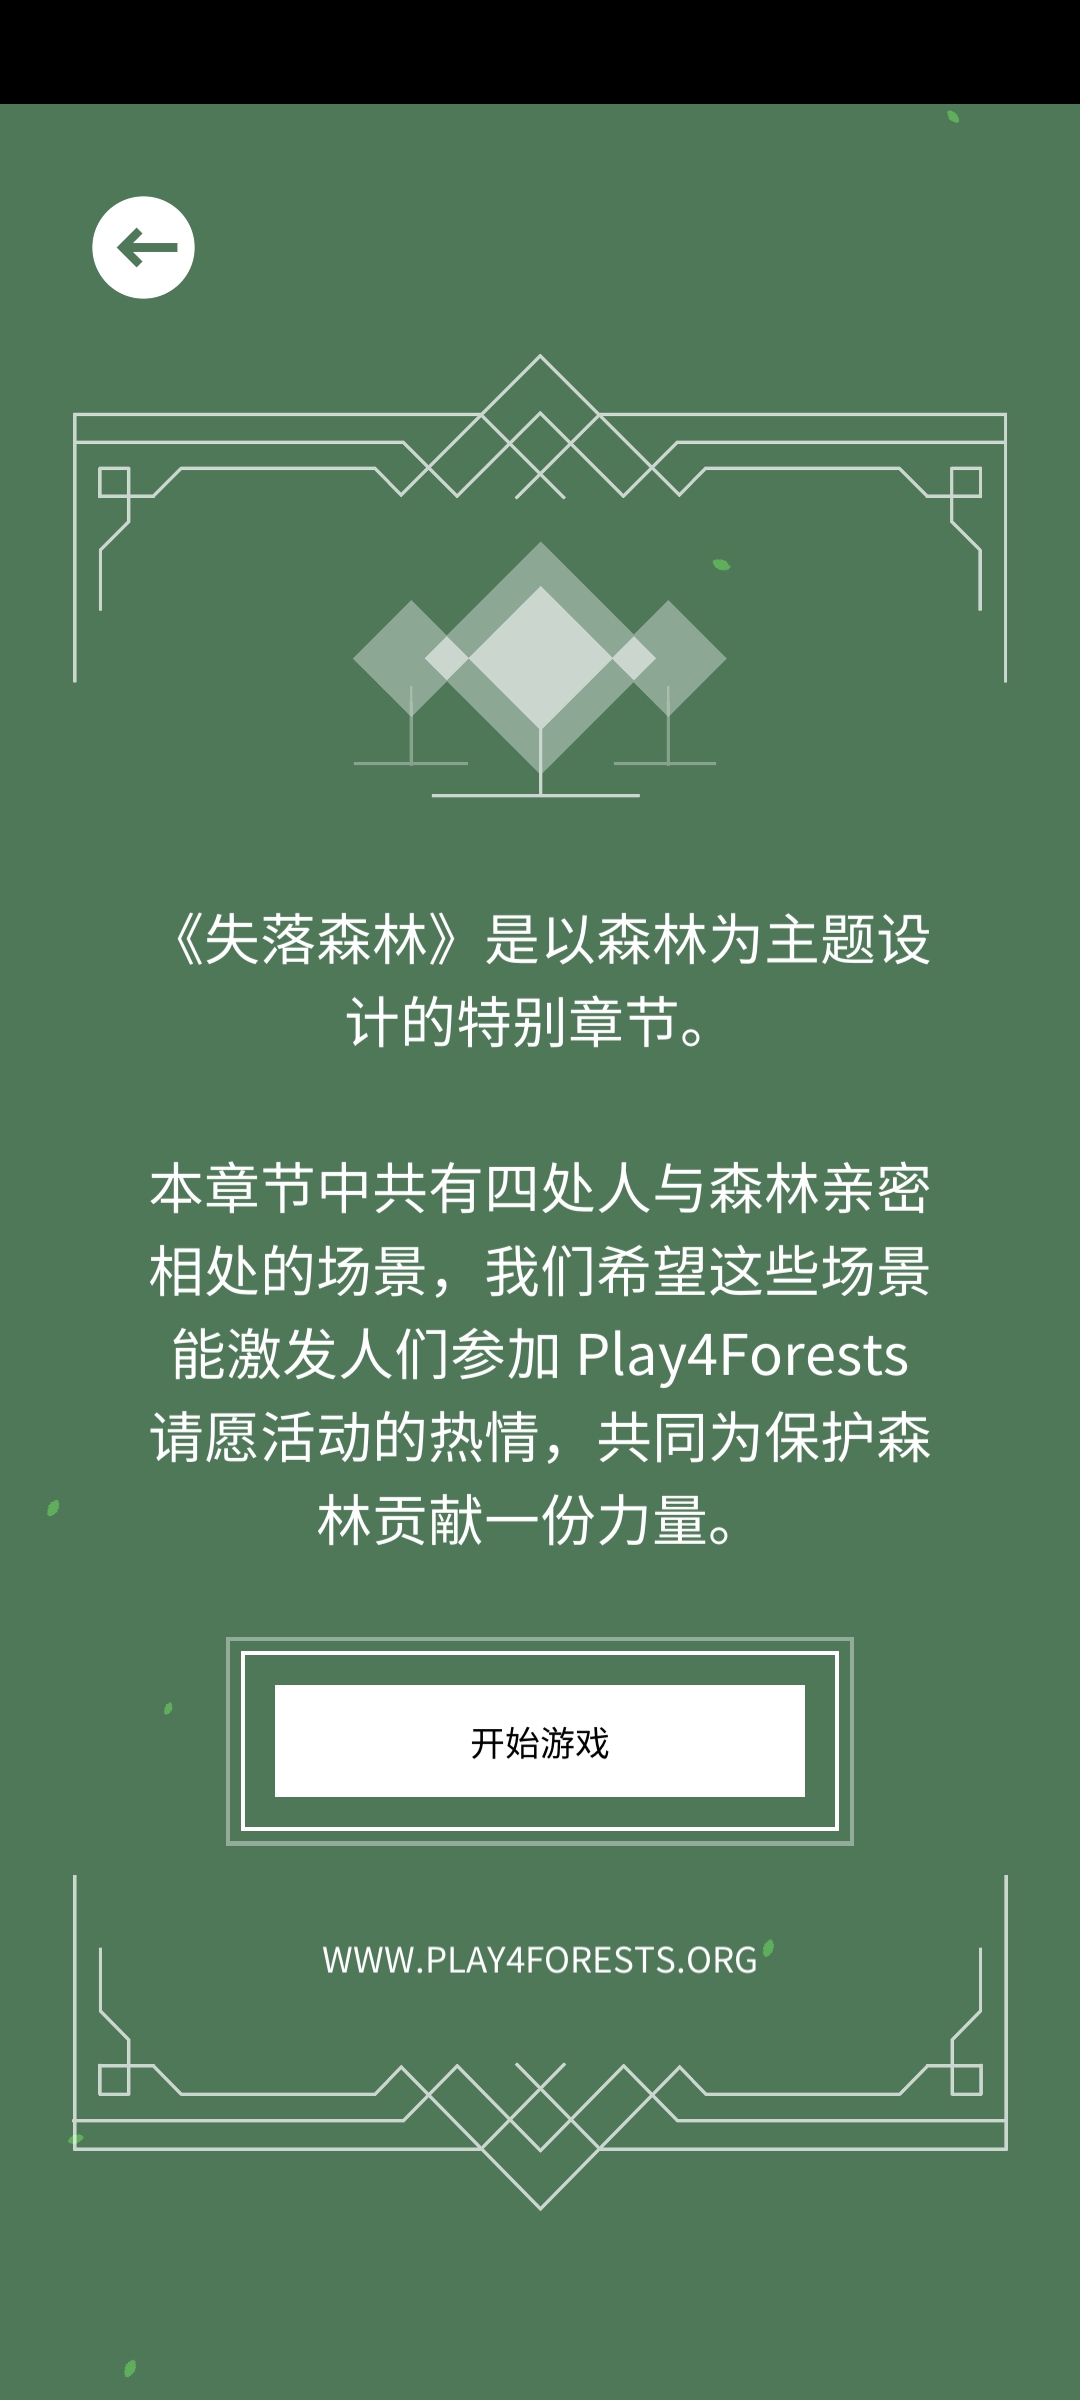 《失落森林》是以森林为主题设
计的特别章节。
本章节中共有四处人与森林亲密
相处的场景，我们希望这些场景
能激发人们参加 Play4Forests
请愿活动的热情，共同为保护森
林贡献一份力量。
开始游戏
WWW.PLAY4FORESTS.ORG